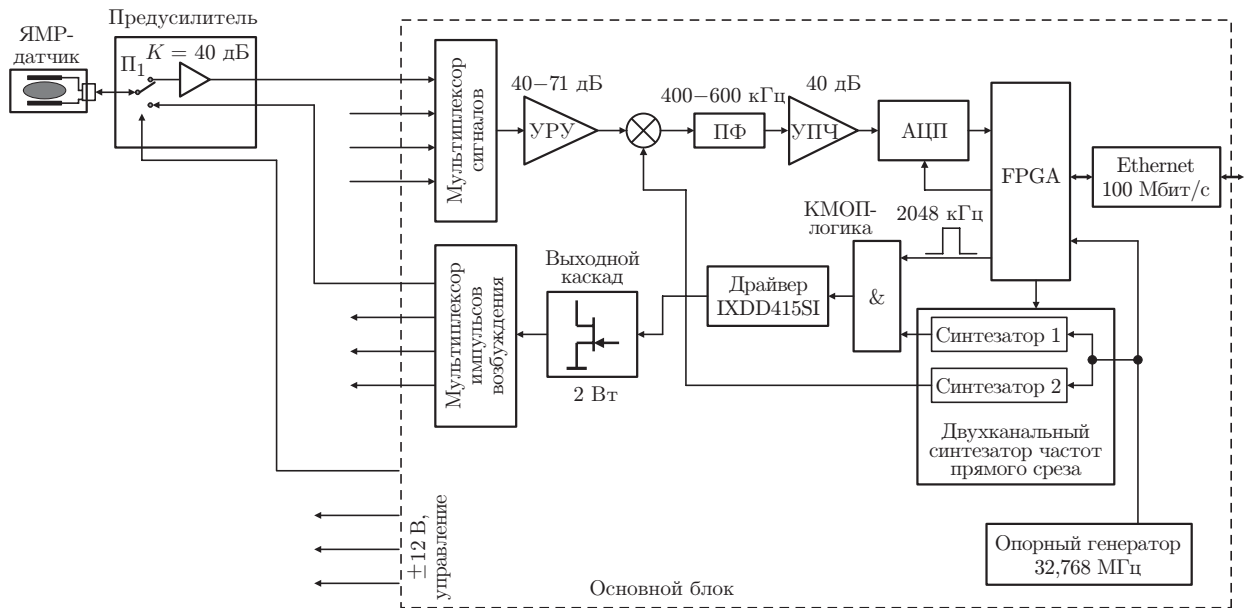 ЯМР-
датчик
Предусилитель
П1
K = 40 дБ
Мультиплексор
сигналов
40−71 дБ
УРУ
400−600 кГц
ПФ
40 дБ
УПЧ
АЦП
FPGA
Ethernet
100 Мбит/с
КМОП-
логика
2048 кГц
&
Драйвер
IXDD415SI
Выходной
каскад
2 Вт
Мультиплексор
импульсов
возбуждения
Синтезатор 1
Синтезатор 2
Двухканальный
синтезатор частот
прямого среза
Опорный генератор
32,768 МГц
±12 В,
управление
Основной блок